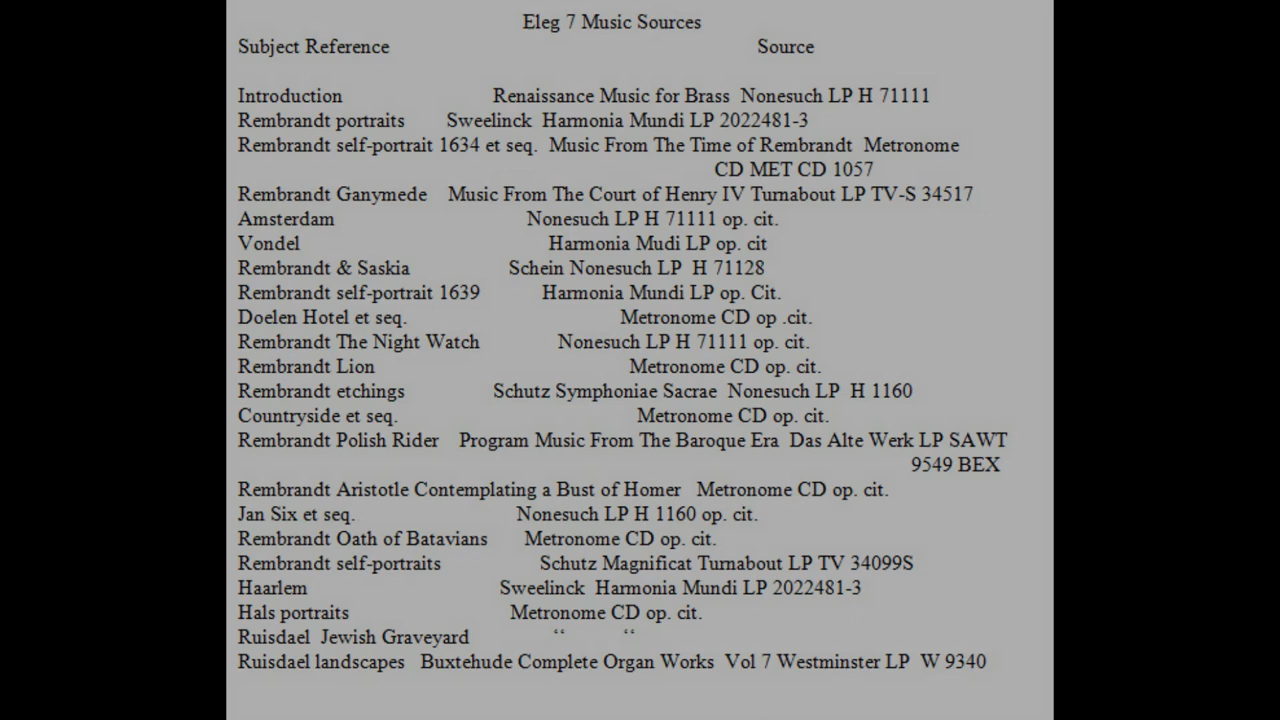 Eleg 7 Music Sources
Subject Reference Source
Introduction Renaissance Music for Brass Nonesuch LP H 71111
Rembrandt portraits Sweelinck Harmonia Mundi LP 2022481-3
Rembrandt self-portrait 1634 et seq. Music From The Time of Rembrandt Metronome
CD MET CD 1057
Rembrandt Ganymede Music From The Court of Henry IV Turnabout LP TV-S 34517
Amsterdam Nonesuch LP H 71111 op. cit.
Vondel Harmonia Mudi LP op. cit
Rembrandt & Saskia Schein Nonesuch LP H 71128
Rembrandt self-portrait 1639 Harmonia Mundi LP op. Cit.
Doelen Hotel et seq. Metronome CD op .cit.
Rembrandt The Night Watch Nonesuch LP H 71111 op. cit.
Rembrandt Lion Metronome CD op. cit.
Rembrandt etchings Schutz Symphoniae Sacrae Nonesuch LP H 1160
Countryside et seq. Metronome CD op. cit.
Rembrandt Polish Rider Program Music From The Baroque Era Das Alte Werk LP SAWT
9549 BEX
Rembrandt Aristotle Contemplating a Bust of Homer Metronome CD op. cit.
Jan Six et seq. Nonesuch LP H 1160 op. cit.
Rembrandt Oath of Batavians Metronome CD op. cit.
Rembrandt self-portraits Schutz Magnificat Turnabout LP TV 34099S
Haarlem Sweelinck Harmonia Mundi LP 2022481-3
Hals portraits Metronome CD op. cit.
Ruisdael Jewish Graveyard “ “
Ruisdael landscapes Buxtehude Complete Organ Works Vol 7 Westminster LP W 9340